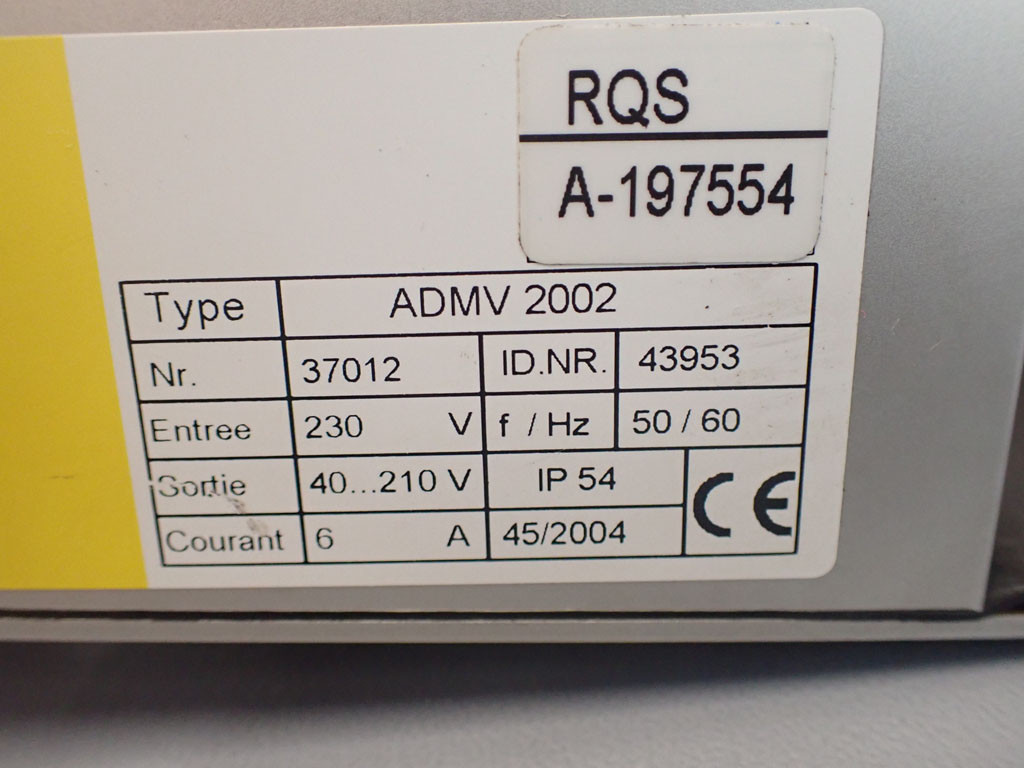 RQS
A-197554
Type ADMV 2002
Nr. 37012 ID.NR. 43953
Entree 230 V f / Hz 50 / 60
Sortie 40...210 V IP 54
Courant 6 A 45/2004 CE